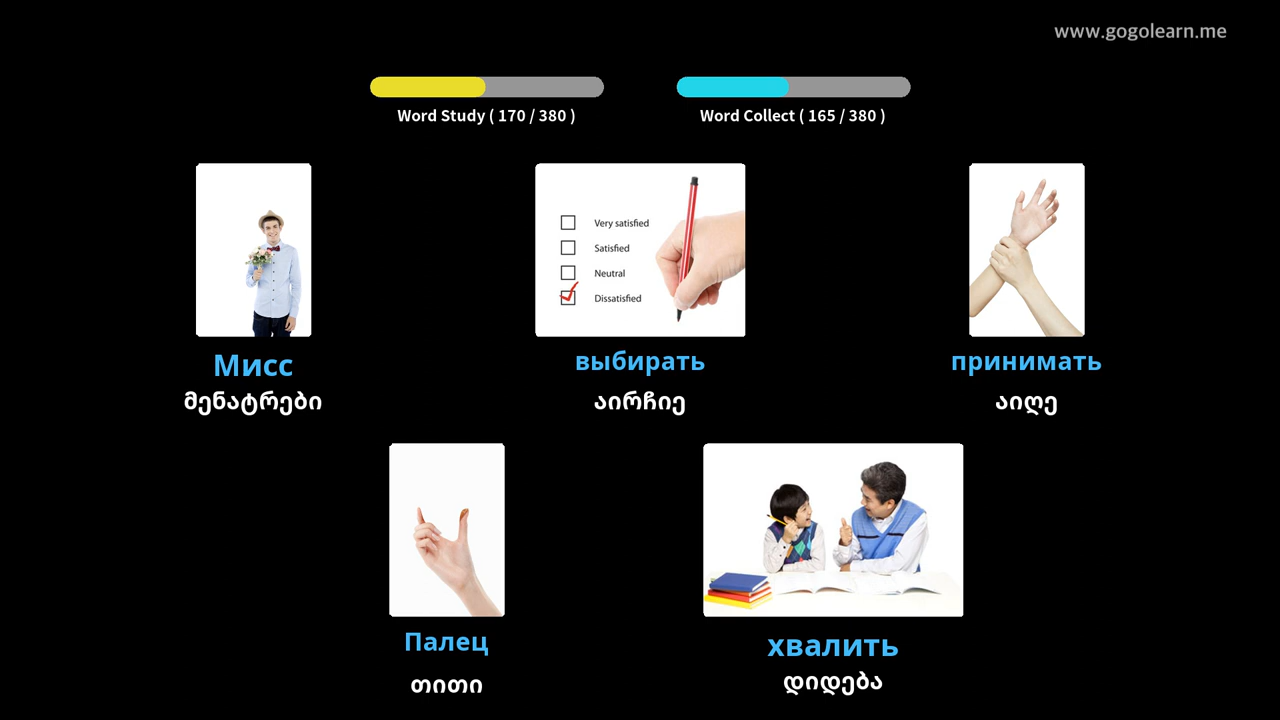 www.gogolearn.me
Word Study ( 170 / 380 )
Word Collect ( 165 / 380 )
Very satisfied
Satisfied
Neutral
Dissatisfied
Мисс
მენატრები
выбирать
აირჩიე
принимать
აიღე
Палец
თითი
хвалить
დიდება